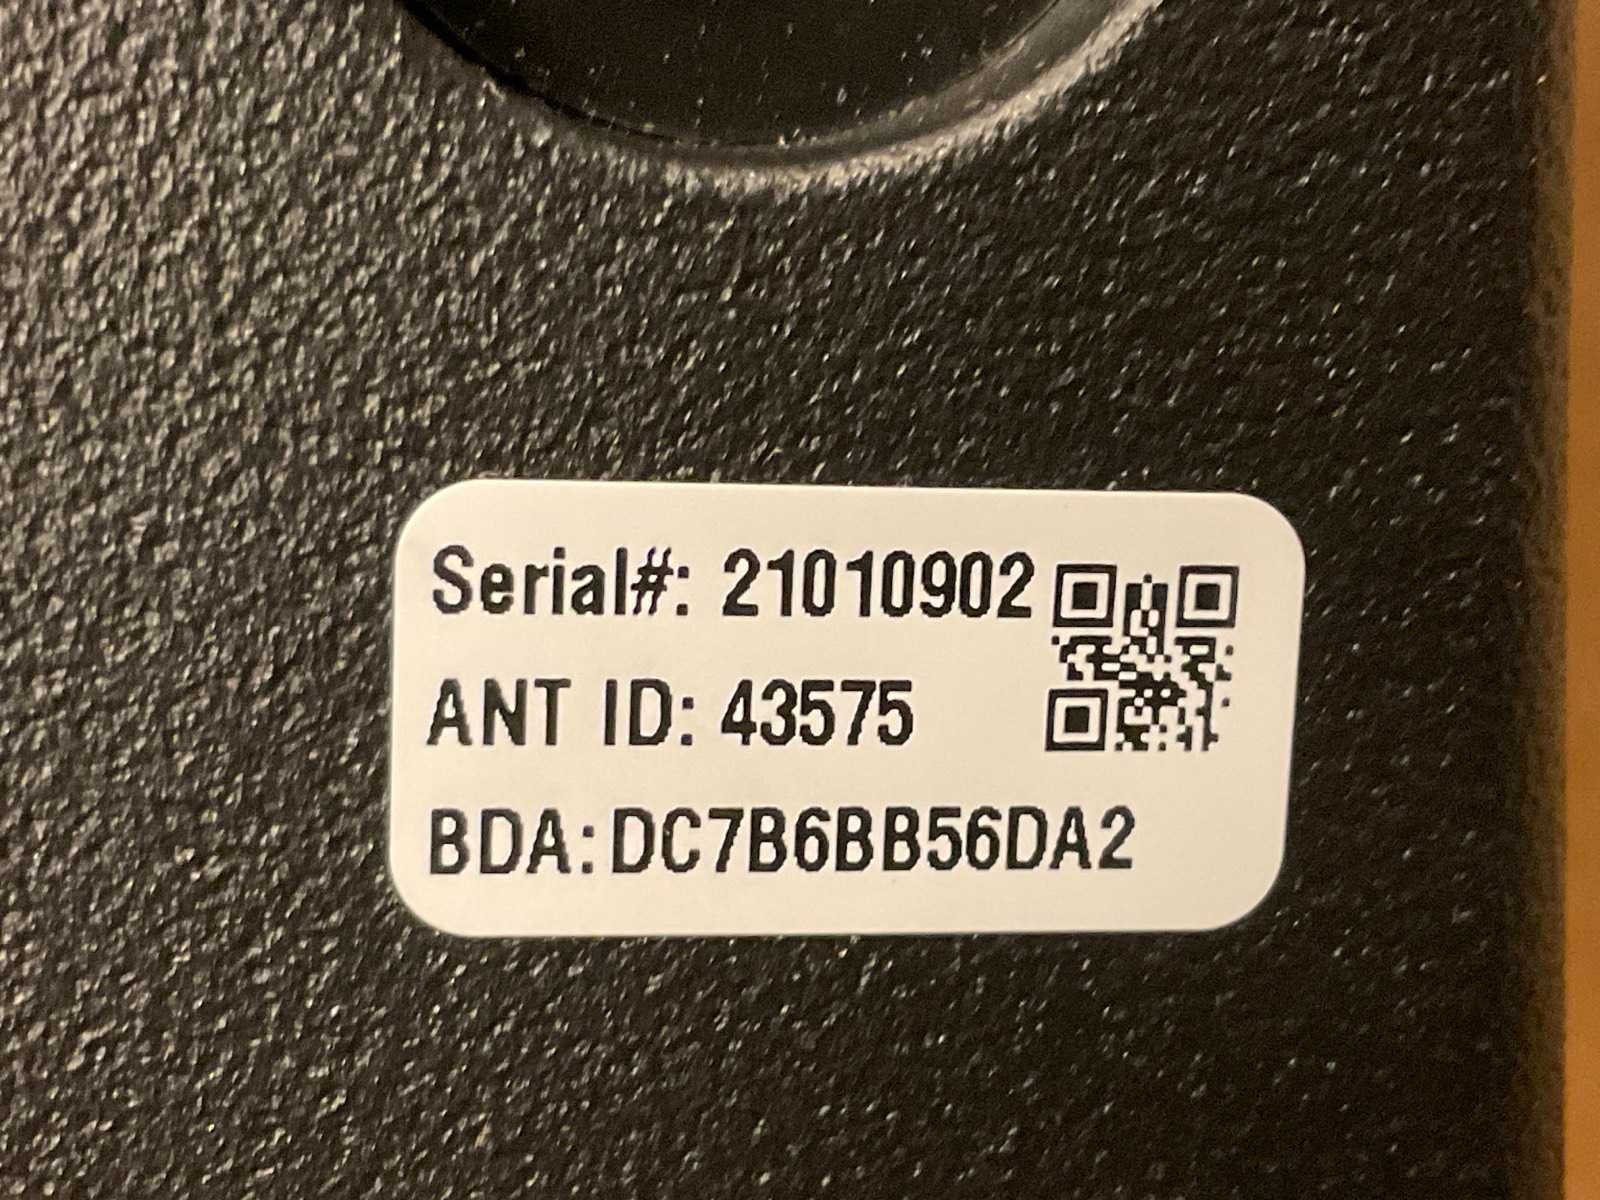 Serial#: 21010902
ANT ID: 43575
BDA:DC7B6BB56DA2